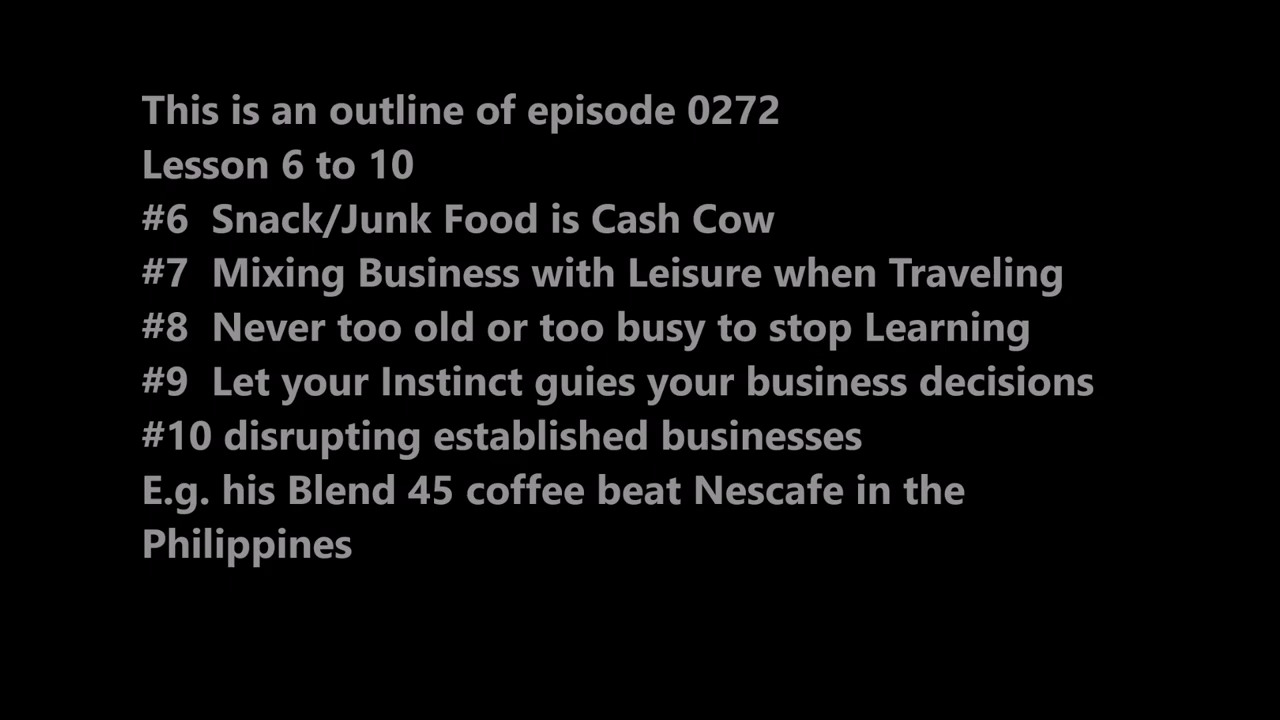 This is an outline of episode 0272
Lesson 6 to 10
#6  Snack/Junk Food is Cash Cow
#7  Mixing Business with Leisure when Traveling
#8  Never too old or too busy to stop Learning
#9  Let your Instinct guies your business decisions
#10 disrupting established businesses
E.g. his Blend 45 coffee beat Nescafe in the
Philippines